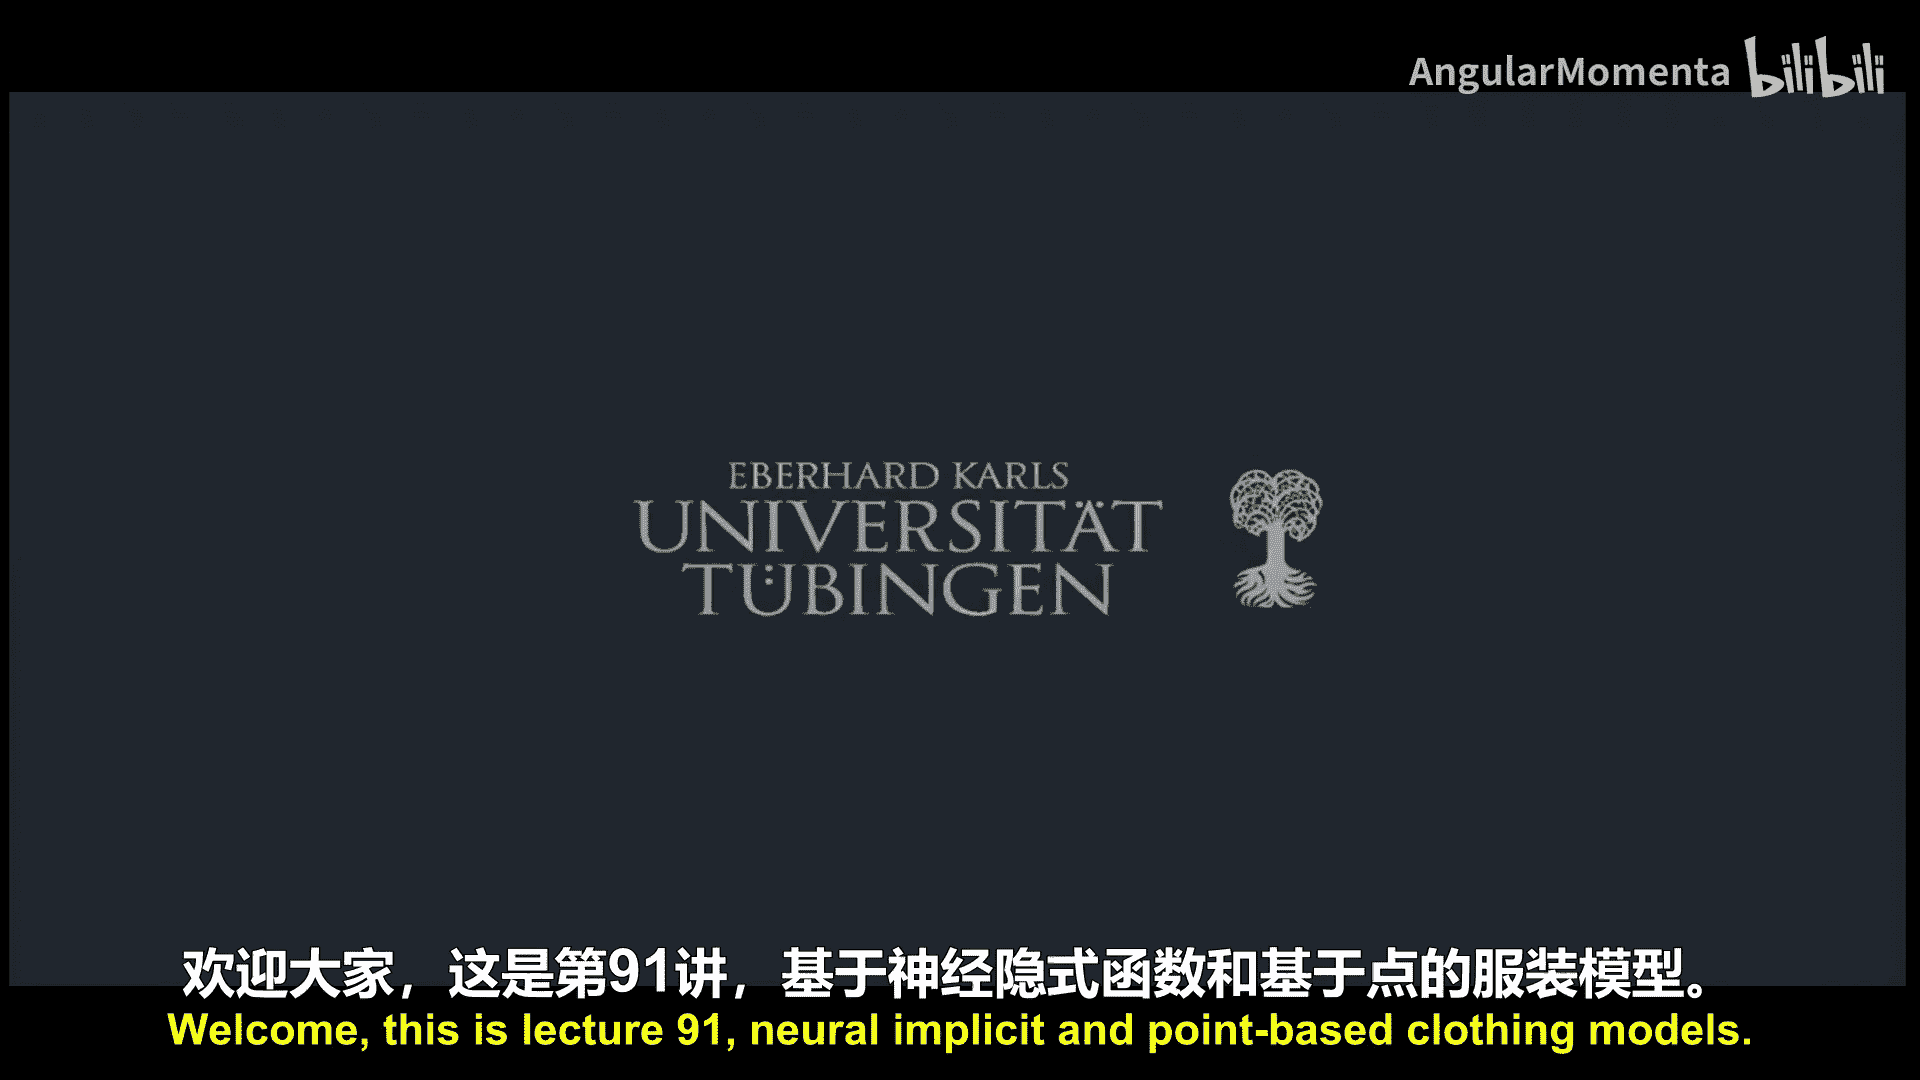 AngularMomenta bilibili
EBERHARD KARLS
UNIVERSITÄT
TÜBINGEN
欢迎大家，这是第91讲，基于神经隐式函数和基于点的服装模型。
Welcome, this is lecture 91, neural implicit and point-based clothing models.